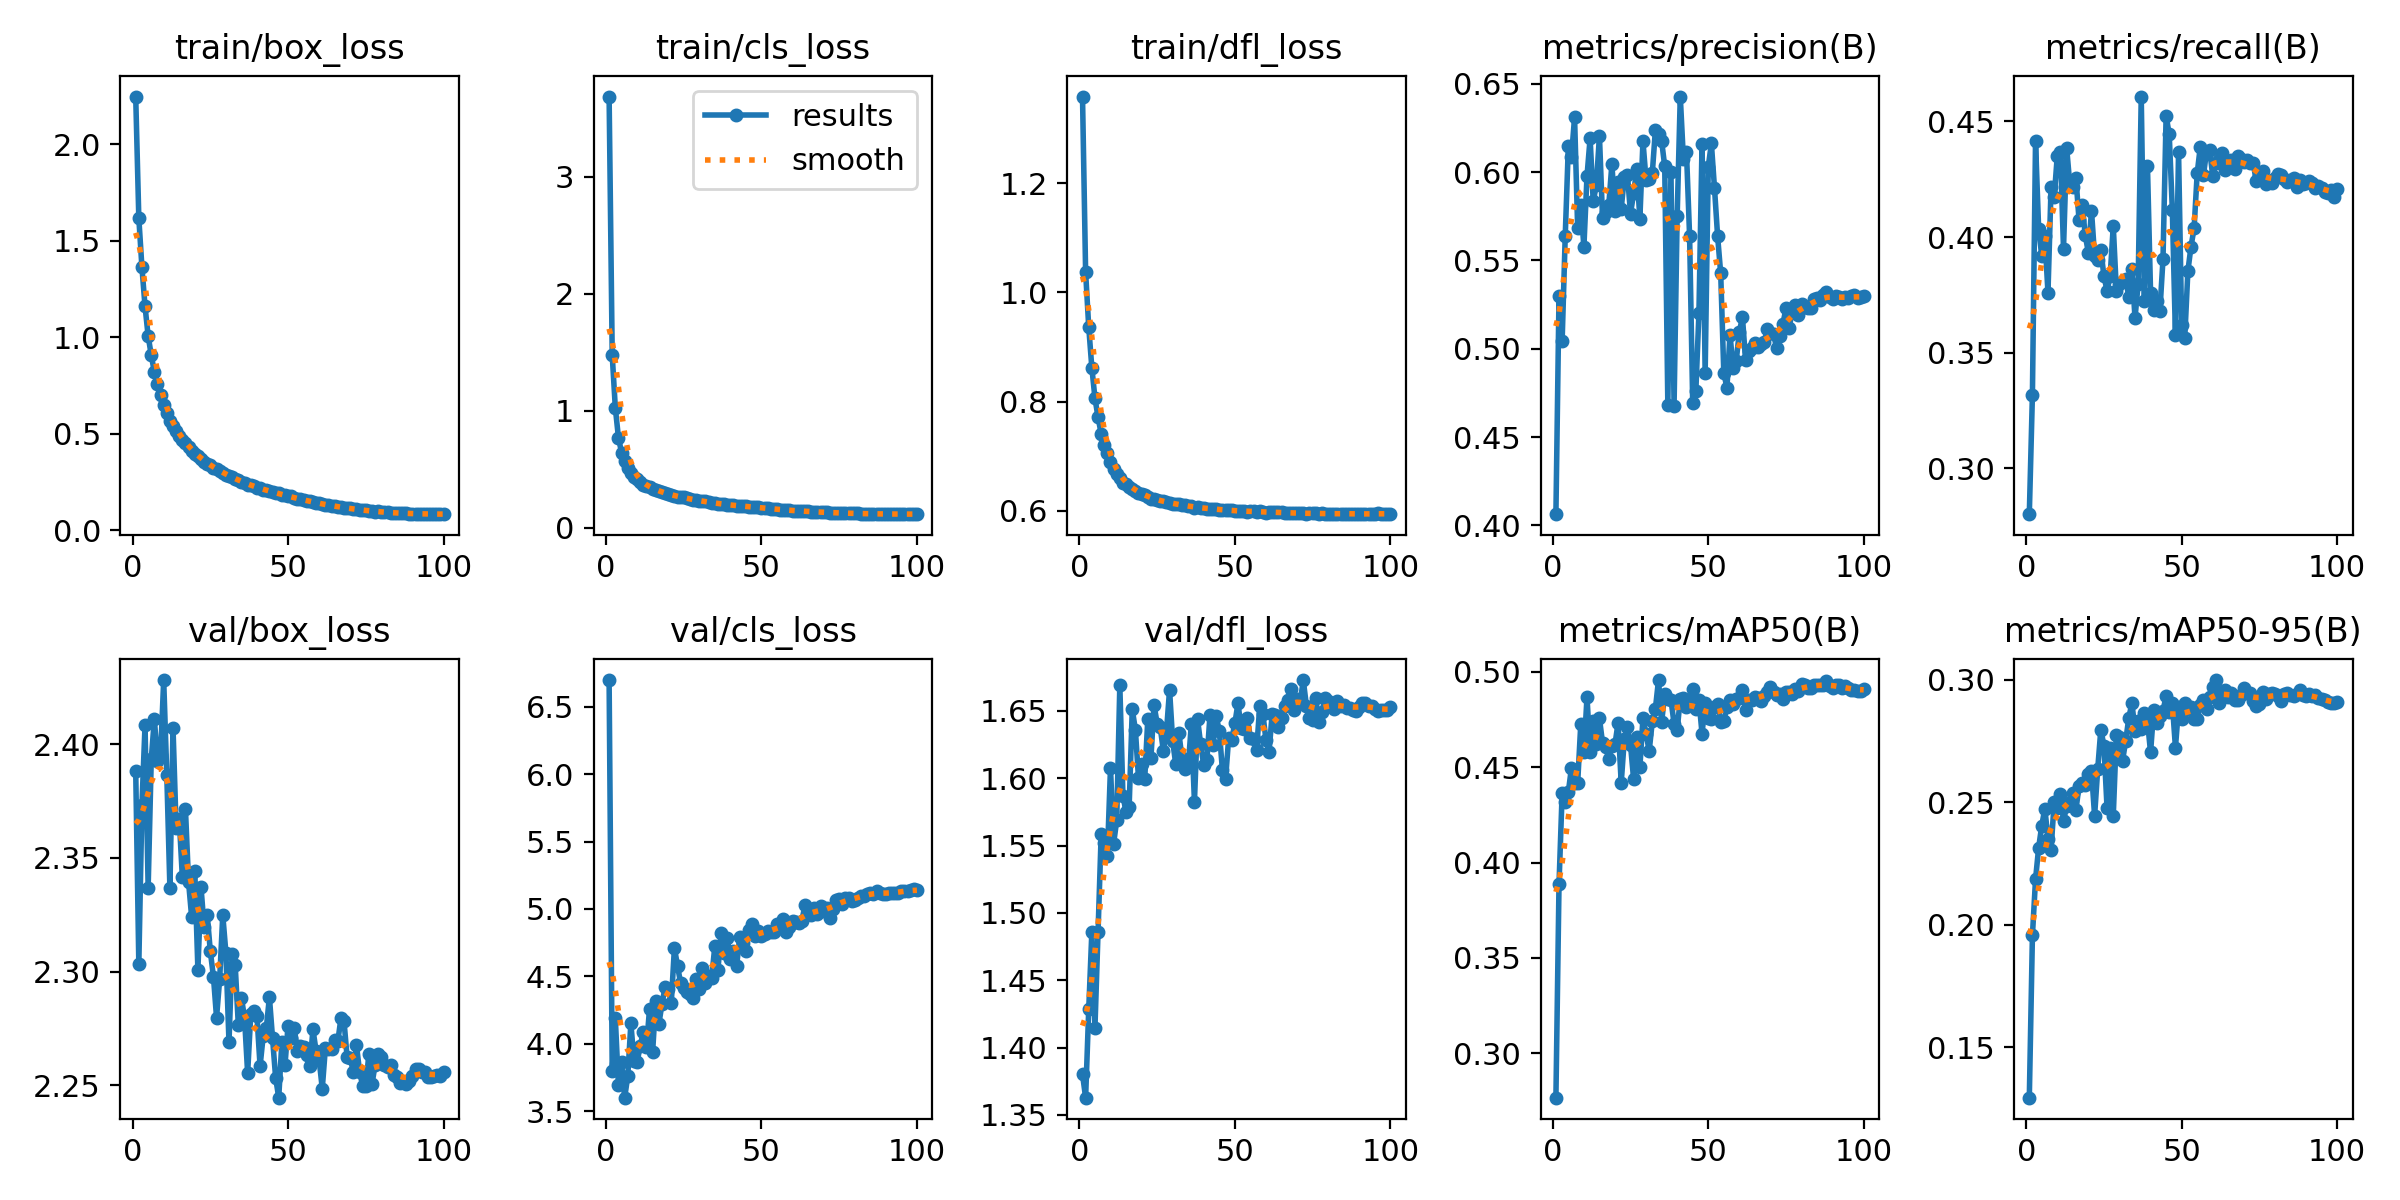 train/box_loss
2.0
1.5
1.0
0.5
0.0
0 50 100
train/cls_loss
results
smooth
3
2
1
0
0 50 100
train/dfl_loss
1.2
1.0
0.8
0.6
0 50 100
metrics/precision(B)
0.65
0.60
0.55
0.50
0.45
0.40
0 50 100
metrics/recall(B)
0.45
0.40
0.35
0.30
0 50 100
val/box_loss
2.40
2.35
2.30
2.25
0 50 100
val/cls_loss
6.5
6.0
5.5
5.0
4.5
4.0
3.5
0 50 100
val/dfl_loss
1.65
1.60
1.55
1.50
1.45
1.40
1.35
0 50 100
metrics/mAP50(B)
0.50
0.45
0.40
0.35
0.30
0 50 100
metrics/mAP50-95(B)
0.30
0.25
0.20
0.15
0 50 100